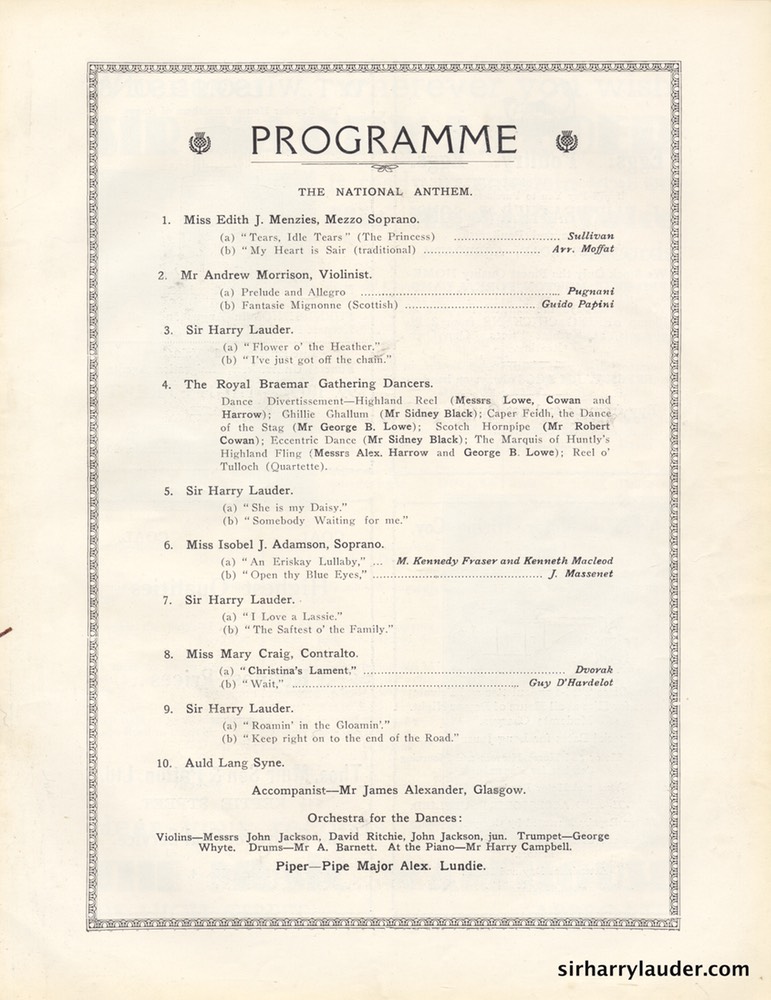 PROGRAMME
THE NATIONAL ANTHEM.
1. Miss Edith J. Menzies, Mezzo Soprano.
(a) "Tears, Idle Tears" (The Princess) ............................ Sullivan
(b) "My Heart is Sair (traditional) .............................. Arr. Moffat
2. Mr Andrew Morrison, Violinist.
(a) Prelude and Allegro .................................................... Pugnani
(b) Fantasie Mignonne (Scottish) ................................. Guido Papini
3. Sir Harry Lauder.
(a) "Flower o' the Heather."
(b) "I've just got off the chain."
4. The Royal Braemar Gathering Dancers.
Dance Divertissement—Highland Reel (Messrs Lowe, Cowan and
Harrow); Ghillie Ghallum (Mr Sidney Black); Caper Feidh, the Dance
of the Stag (Mr George B. Lowe); Scotch Hornpipe (Mr Robert
Cowan); Eccentric Dance (Mr Sidney Black); The Marquis of Huntly's
Highland Fling (Messrs Alex. Harrow and George B. Lowe); Reel o'
Tulloch (Quartette).
5. Sir Harry Lauder.
(a) "She is my Daisy."
(b) "Somebody Waiting for me."
6. Miss Isobel J. Adamson, Soprano.
(a) "An Eriskay Lullaby," ... M. Kennedy Fraser and Kenneth Macleod
(b) "Open thy Blue Eyes," ........................................... J. Massenet
7. Sir Harry Lauder.
(a) "I Love a Lassie."
(b) "The Saftest o' the Family."
8. Miss Mary Craig, Contralto.
(a) "Christina's Lament," .................................................... Dvorak
(b) "Wait," .......................................................... Guy D'Hardelot
9. Sir Harry Lauder.
(a) "Roamin' in the Gloamin'."
(b) "Keep right on to the end of the Road."
10. Auld Lang Syne.
Accompanist—Mr James Alexander, Glasgow.
Orchestra for the Dances:
Violins—Messrs John Jackson, David Ritchie, John Jackson, jun. Trumpet—George
Whyte. Drums—Mr A. Barnett. At the Piano—Mr Harry Campbell.
Piper—Pipe Major Alex. Lundie.
sirharrylauder.com